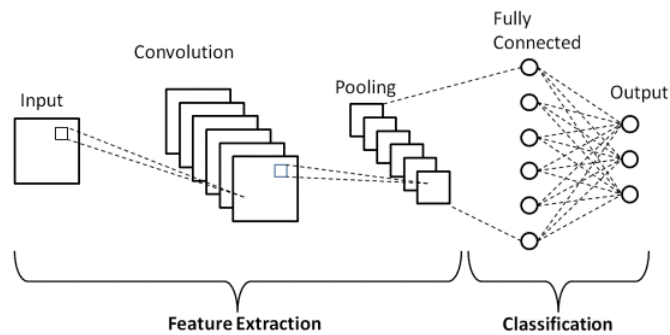 Input
Convolution
Pooling
Fully
Connected
Output
Feature Extraction
Classification